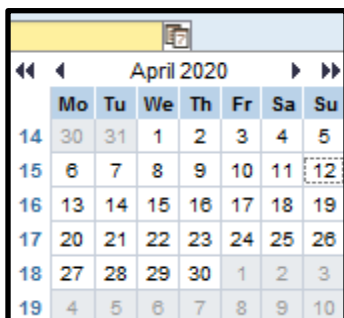 April 2020
Mo Tu We Th Fr Sa Su
14 30 31 1 2 3 4 5
15 6 7 8 9 10 11 12
16 13 14 15 16 17 18 19
17 20 21 22 23 24 25 26
18 27 28 29 30 1 2 3
19 4 5 6 7 8 9 10